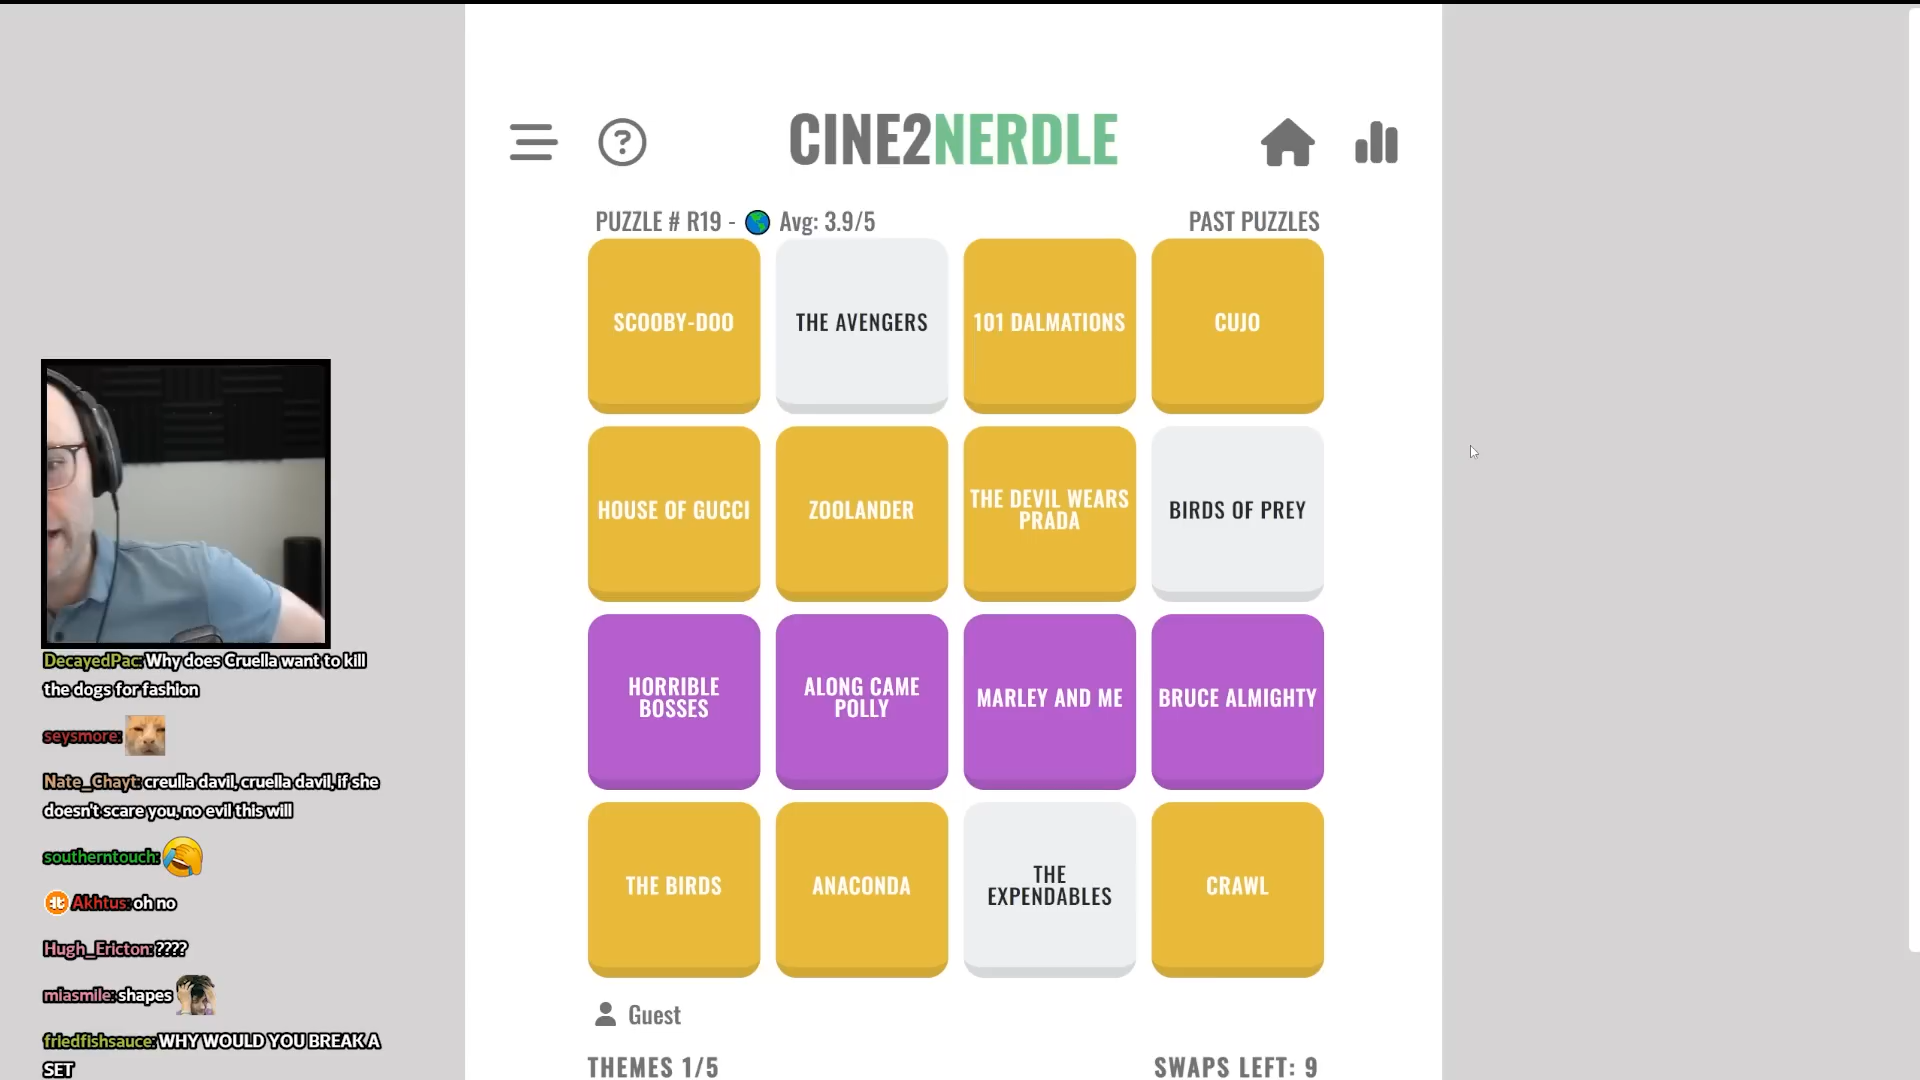 CINE2NERDLE
PUZZLE # R19 - Avg: 3.9/5
PAST PUZZLES
SCOOBY-DOO
THE AVENGERS
101 DALMATIONS
CUJO
HOUSE OF GUCCI
ZOOLANDER
THE DEVIL WEARS
PRADA
BIRDS OF PREY
HORRIBLE
BOSSES
ALONG CAME
POLLY
MARLEY AND ME
BRUCE ALMIGHTY
THE BIRDS
ANACONDA
THE
EXPENDABLES
CRAWL
Guest
THEMES 1/5
SWAPS LEFT: 9
DecayedPac: Why does Cruella want to kill
the dogs for fashion
seysmore:
Nate_Chayt: creulla davil, cruella davil, if she
doesn't scare you, no evil this will
southerntouch:
Akhtus: oh no
Hugh_Ericton: ????
miasmile: shapes
friedfishsauce: WHY WOULD YOU BREAK A
SET